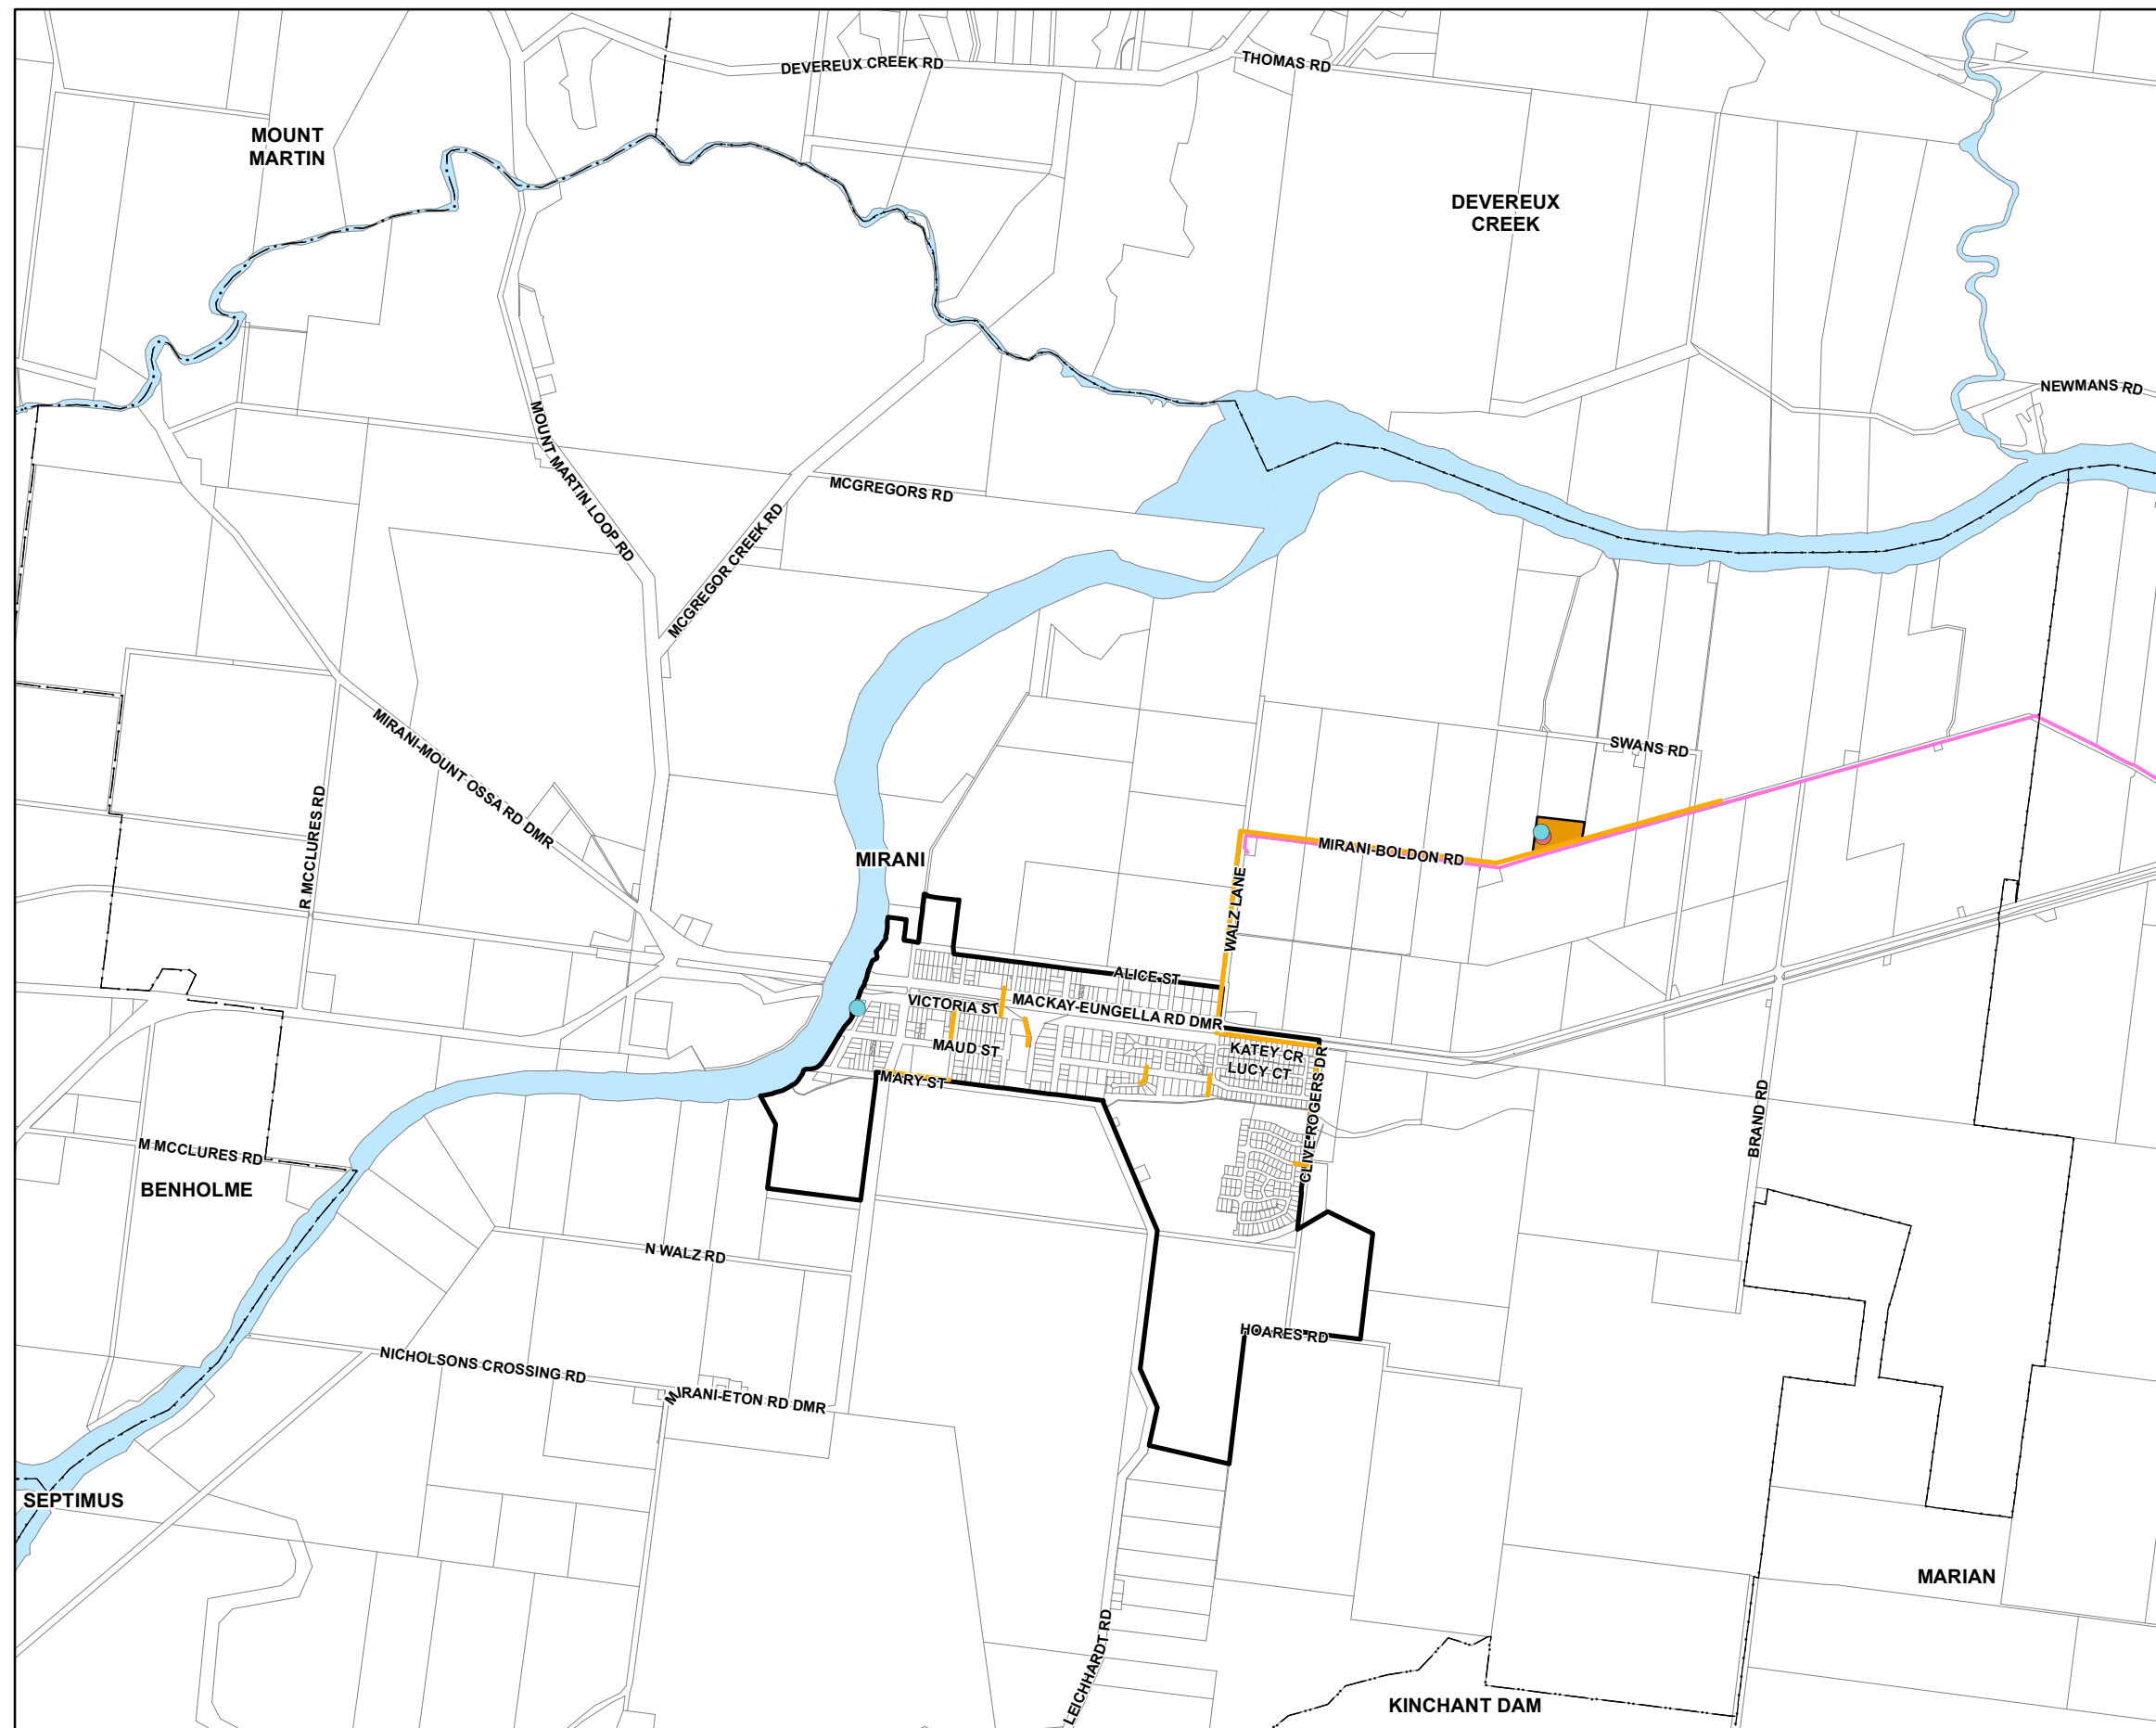 DEVEREUX CREEK RD
THOMAS RD
MOUNT
MARTIN
DEVEREUX
CREEK
NEWMANS RD
MOUNT MARTIN LOOP RD
MCGREGORS RD
MCGREGOR CREEK RD
MIRANI-MOUNT OSSA RD DMR
SWANS RD
R MCCLURES RD
MIRANI
MIRANI-BOLDON RD
WALZ LANE
ALICE ST
VICTORIA ST
MACKAY-EUNGELLA RD DMR
MAUD ST
KATEY CR
LUCY CT
MARY ST
CLIVE ROGERS DR
BRAND RD
M MCCLURES RD
BENHOLME
N WALZ RD
HOARES RD
NICHOLSONS CROSSING RD
MIRANI-ETON RD DMR
SEPTIMUS
MARIAN
LEICHHARDT RD
KINCHANT DAM